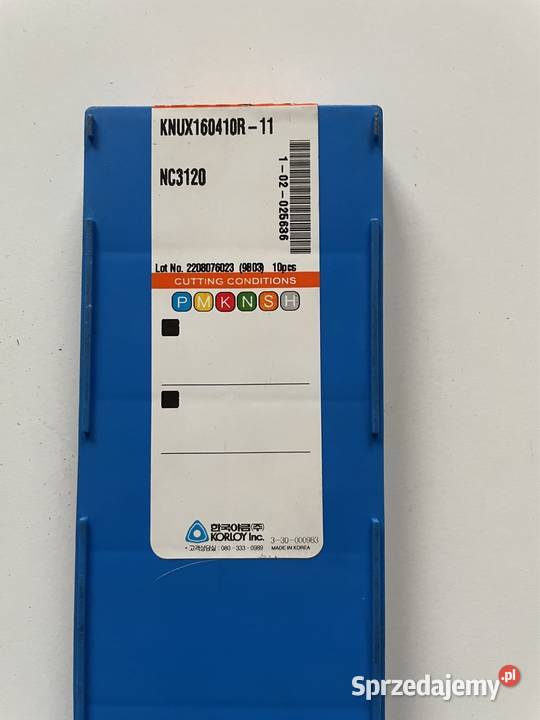 KNUX160410R-11
NC3120
1-02-025636
Lot No. 2208076023 (9803) 10pcs
CUTTING CONDITIONS
P M K N S H
한국야금(주)
KORLOY Inc.
3-30-000983
• 고객상담실 : 080-333-0989 MADE IN KOREA
Sprzedajemy.pl